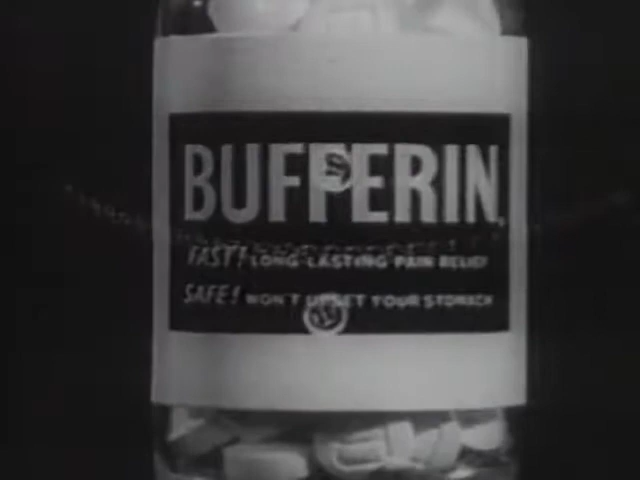 BUFFERIN
FAST! LONG-LASTING PAIN RELIEF
SAFE! WON'T UPSET YOUR STOMACH